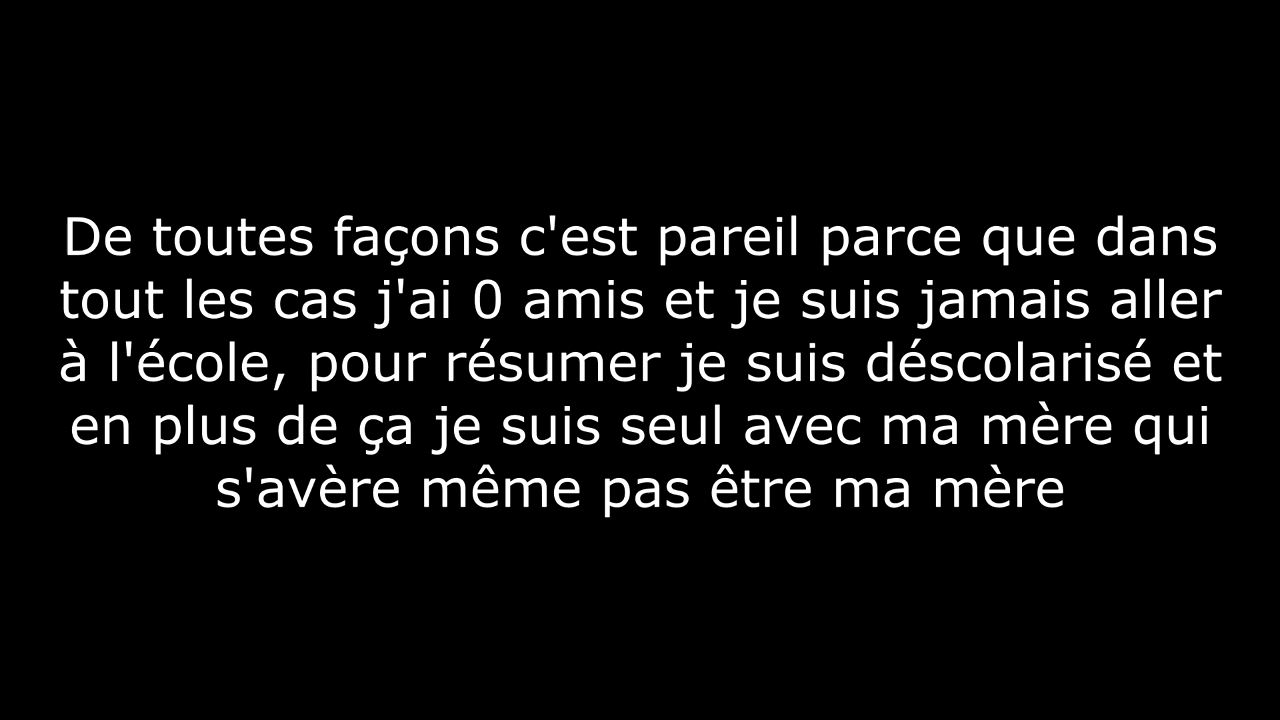 De toutes façons c'est pareil parce que dans
tout les cas j'ai 0 amis et je suis jamais aller
à l'école, pour résumer je suis déscolarisé et
en plus de ça je suis seul avec ma mère qui
s'avère même pas être ma mère